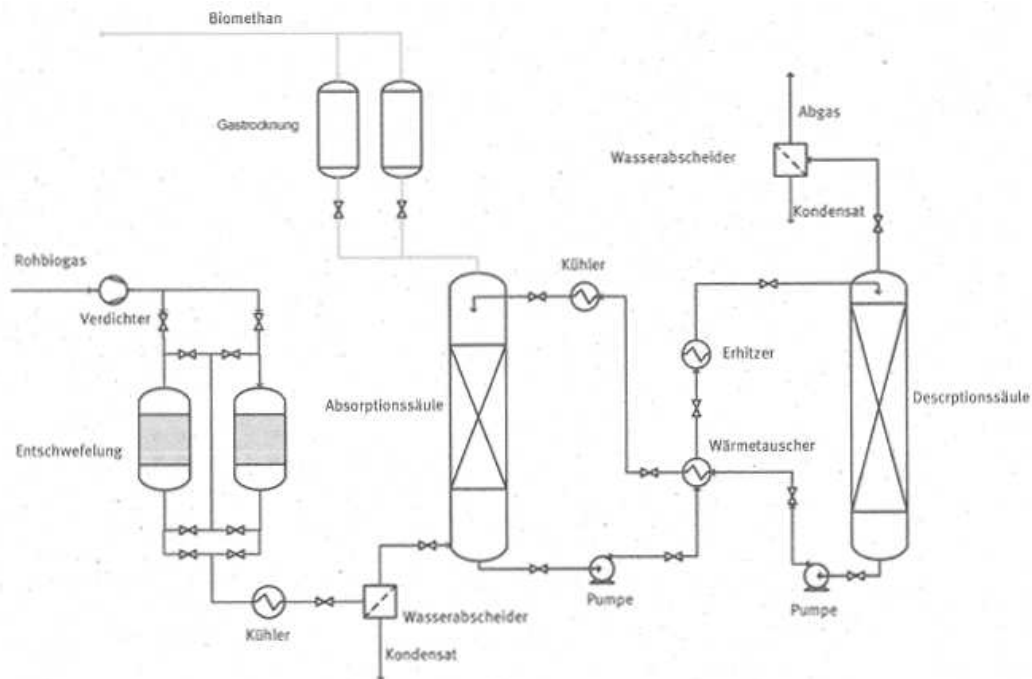 Biomethan
Abgas
Gastrocknung
Wasserabscheider
Kondensat
Rohbiogas
Kühler
Verdichter
Erhitzer
Absorptionssäule
Descrptionssäule
Entschwefelung
Wärmetauscher
Pumpe
Pumpe
Wasserabscheider
Kühler
Kondensat